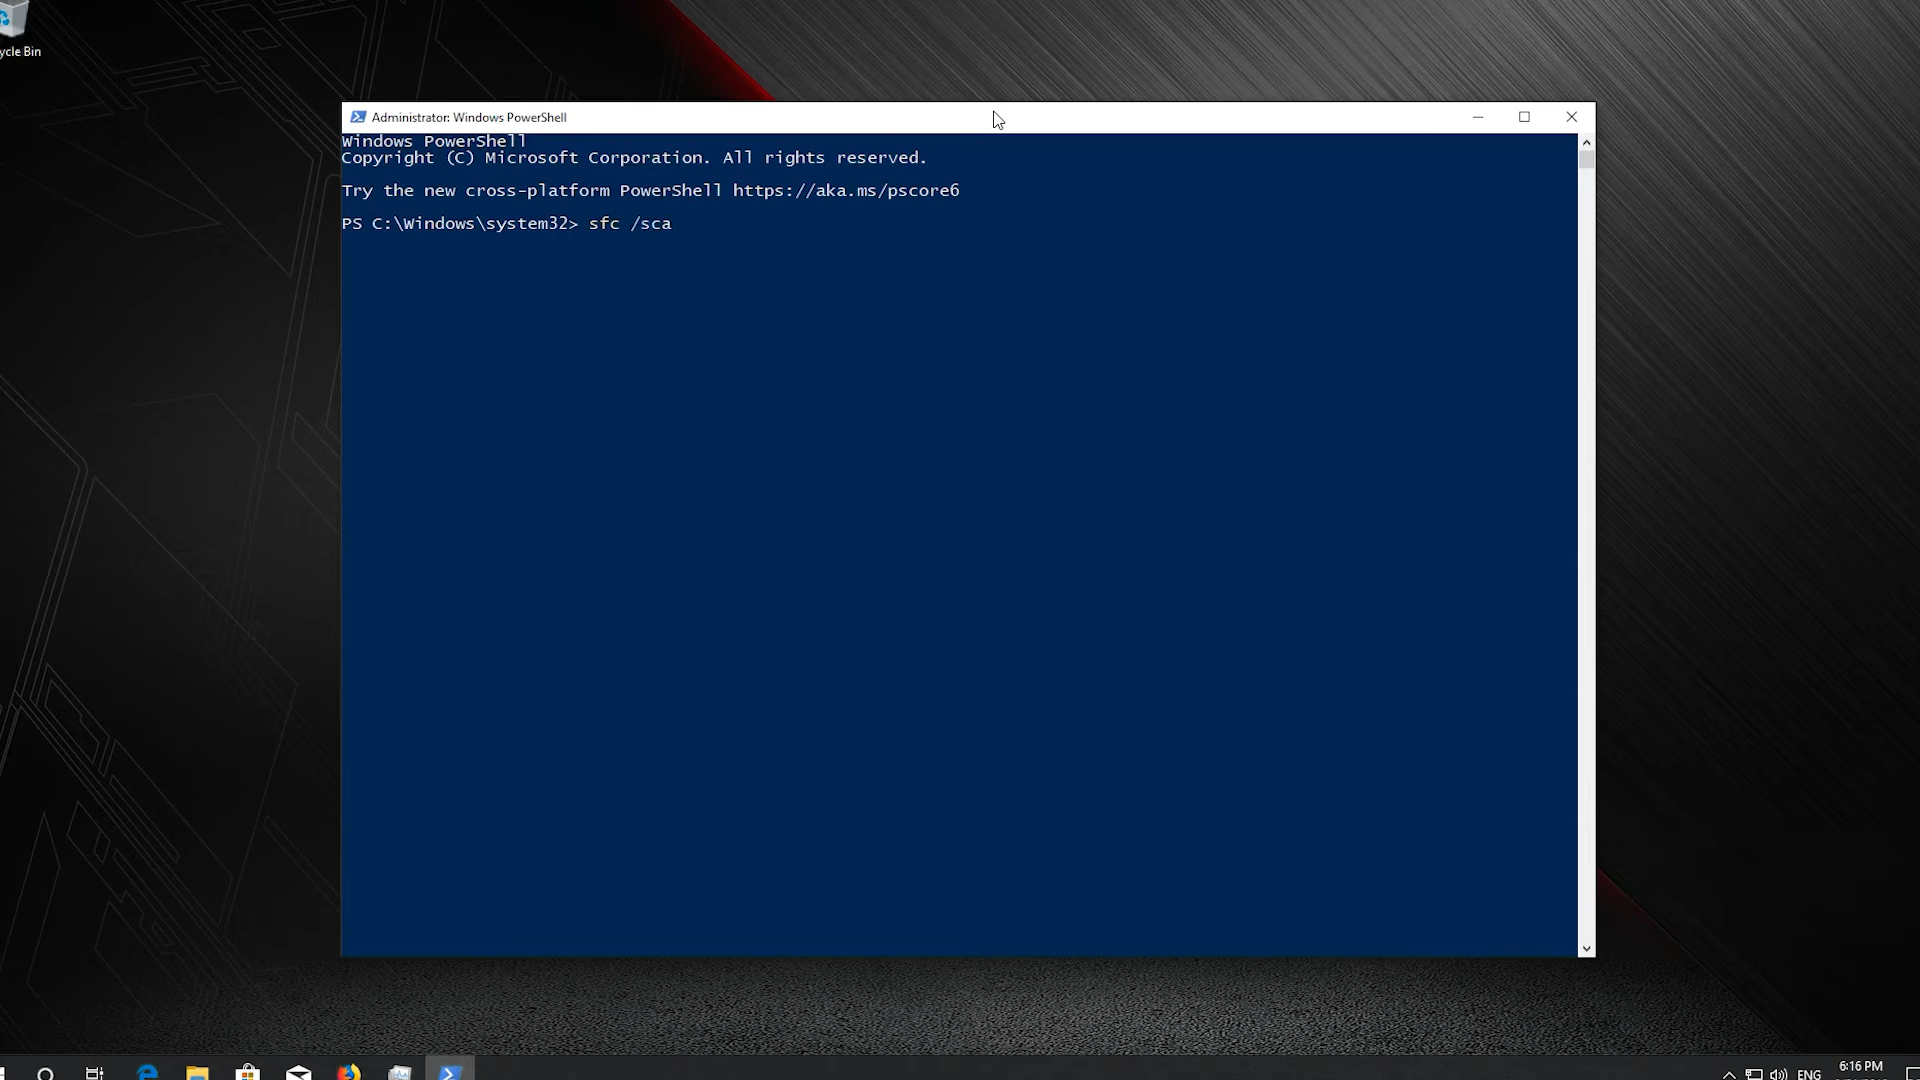 ycle Bin
Administrator: Windows PowerShell
Windows PowerShell
Copyright (C) Microsoft Corporation. All rights reserved.
Try the new cross-platform PowerShell https://aka.ms/pscore6
PS C:\Windows\system32> sfc /sca
ENG
6:16 PM